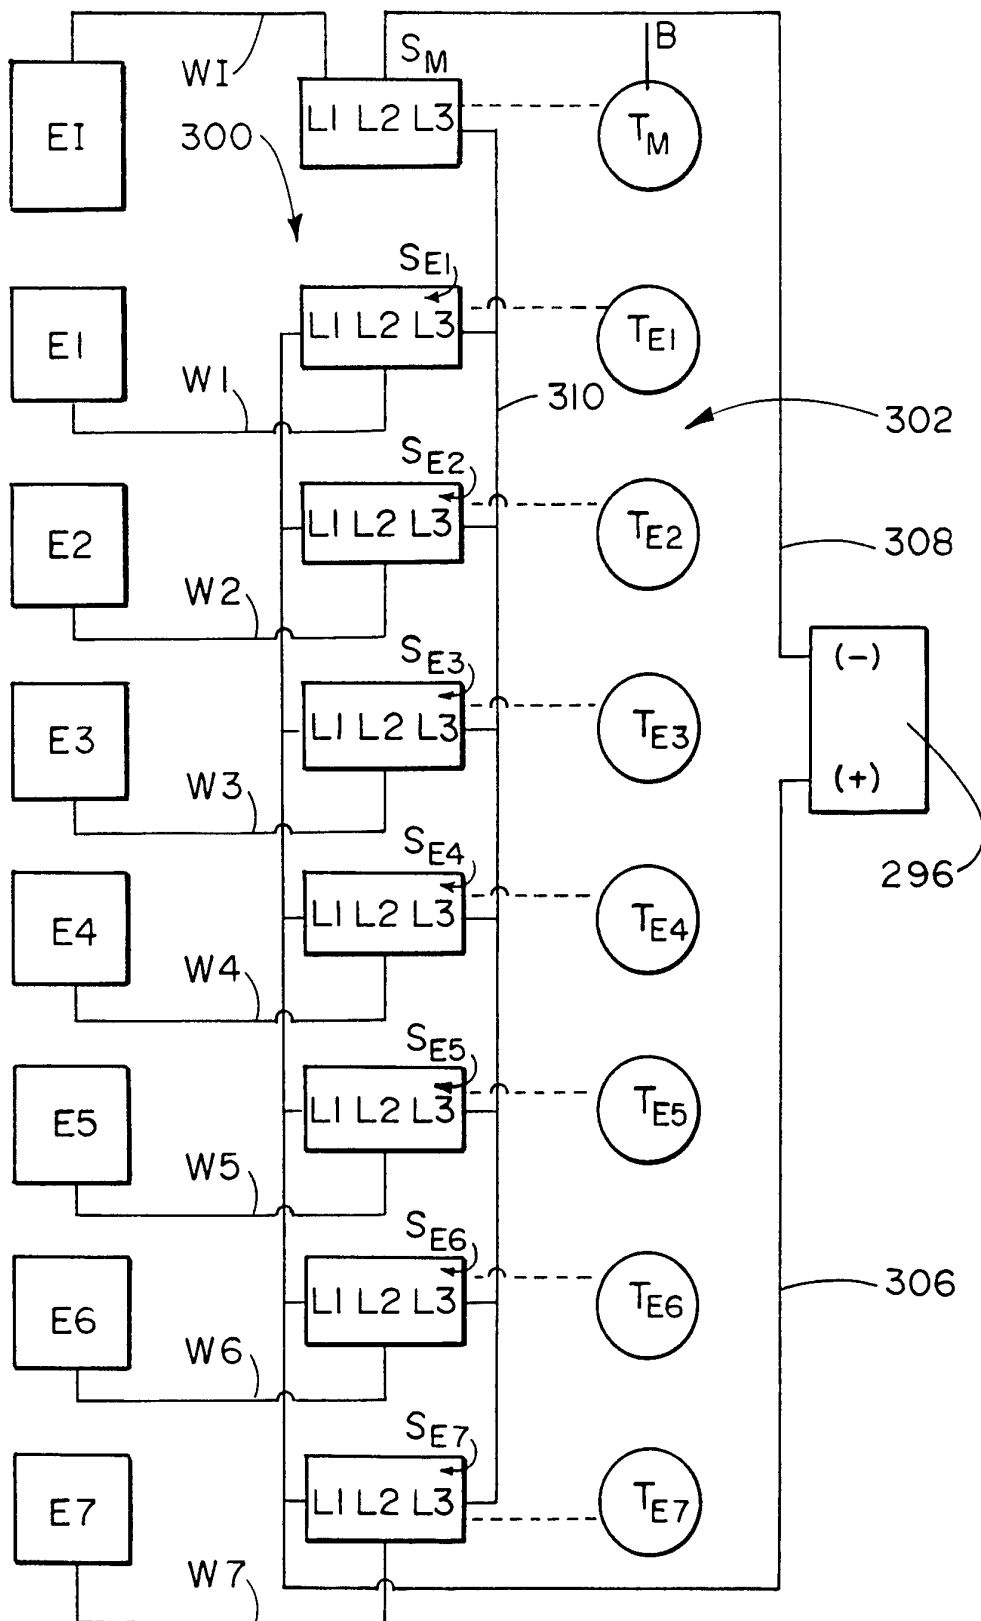 B
WI
S_M
EI
L1 L2 L3
T_M
300
S_E1
E1
L1 L2 L3
T_E1
W1
310
302
S_E2
E2
L1 L2 L3
T_E2
308
W2
S_E3
(-)
E3
L1 L2 L3
T_E3
W3
(+)
S_E4
296
E4
L1 L2 L3
T_E4
W4
S_E5
E5
L1 L2 L3
T_E5
W5
S_E6
E6
L1 L2 L3
T_E6
306
W6
S_E7
E7
L1 L2 L3
T_E7
W7